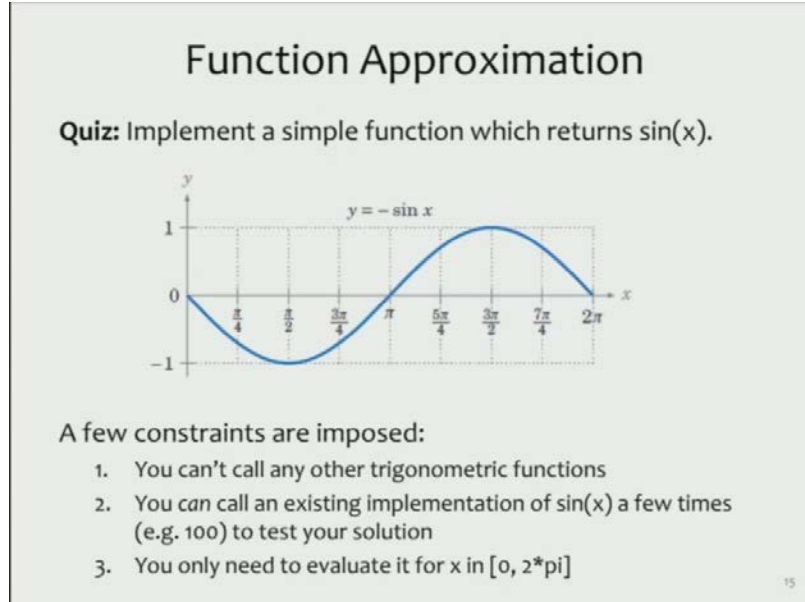 Function Approximation
Quiz: Implement a simple function which returns sin(x).
y
y = − sin x
1
0
x
π/4 π/2 3π/4 π 5π/4 3π/2 7π/4 2π
−1
A few constraints are imposed:
1. You can't call any other trigonometric functions
2. You can call an existing implementation of sin(x) a few times
(e.g. 100) to test your solution
3. You only need to evaluate it for x in [0, 2*pi]
15